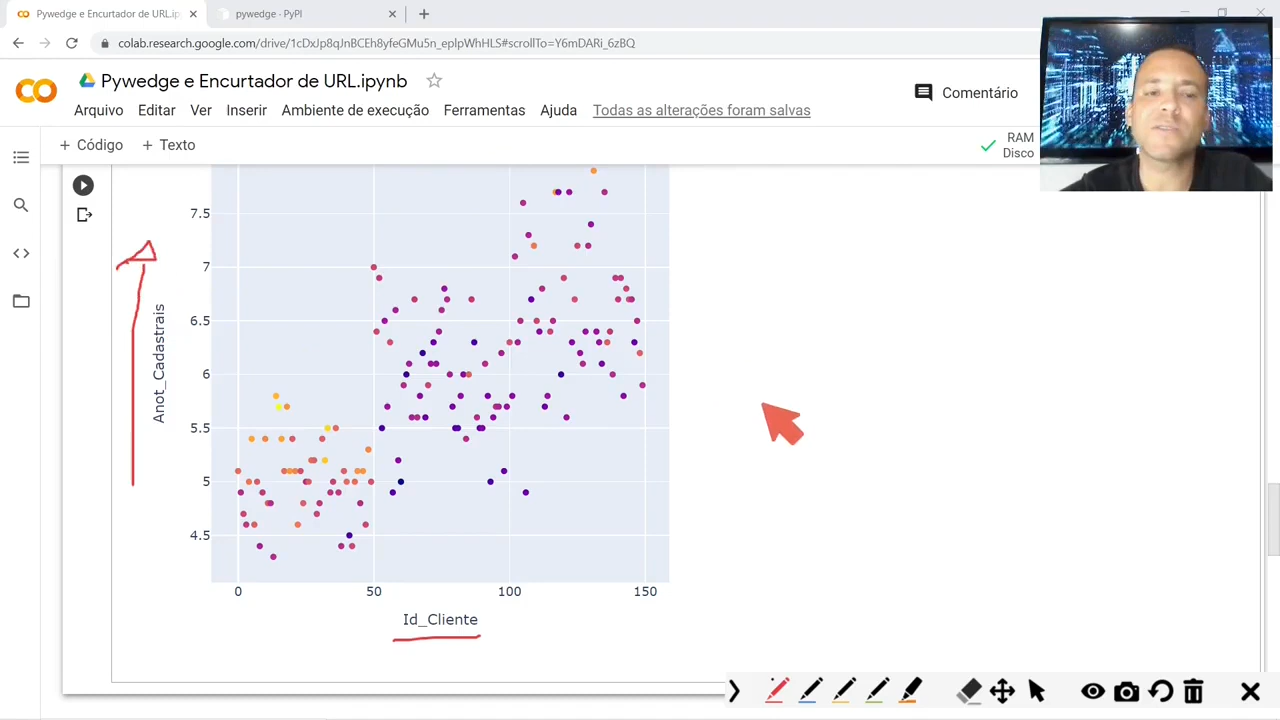 Pywedge e Encurtador de URL.ip
pywedge · PyPI
colab.research.google.com/drive/1cDxJp8qJnBCEh8yfeGMu5n_epIpWhHLS#scrollTo=Y6mDARi_6zBQ
Pywedge e Encurtador de URL.ipynb
Comentário
Arquivo Editar Ver Inserir Ambiente de execução Ferramentas Ajuda Todas as alterações foram salvas
+ Código + Texto
RAM
Disco
7.5
7
6.5
6
5.5
5
4.5
Anot_Cadastrais
0 50 100 150
Id_Cliente